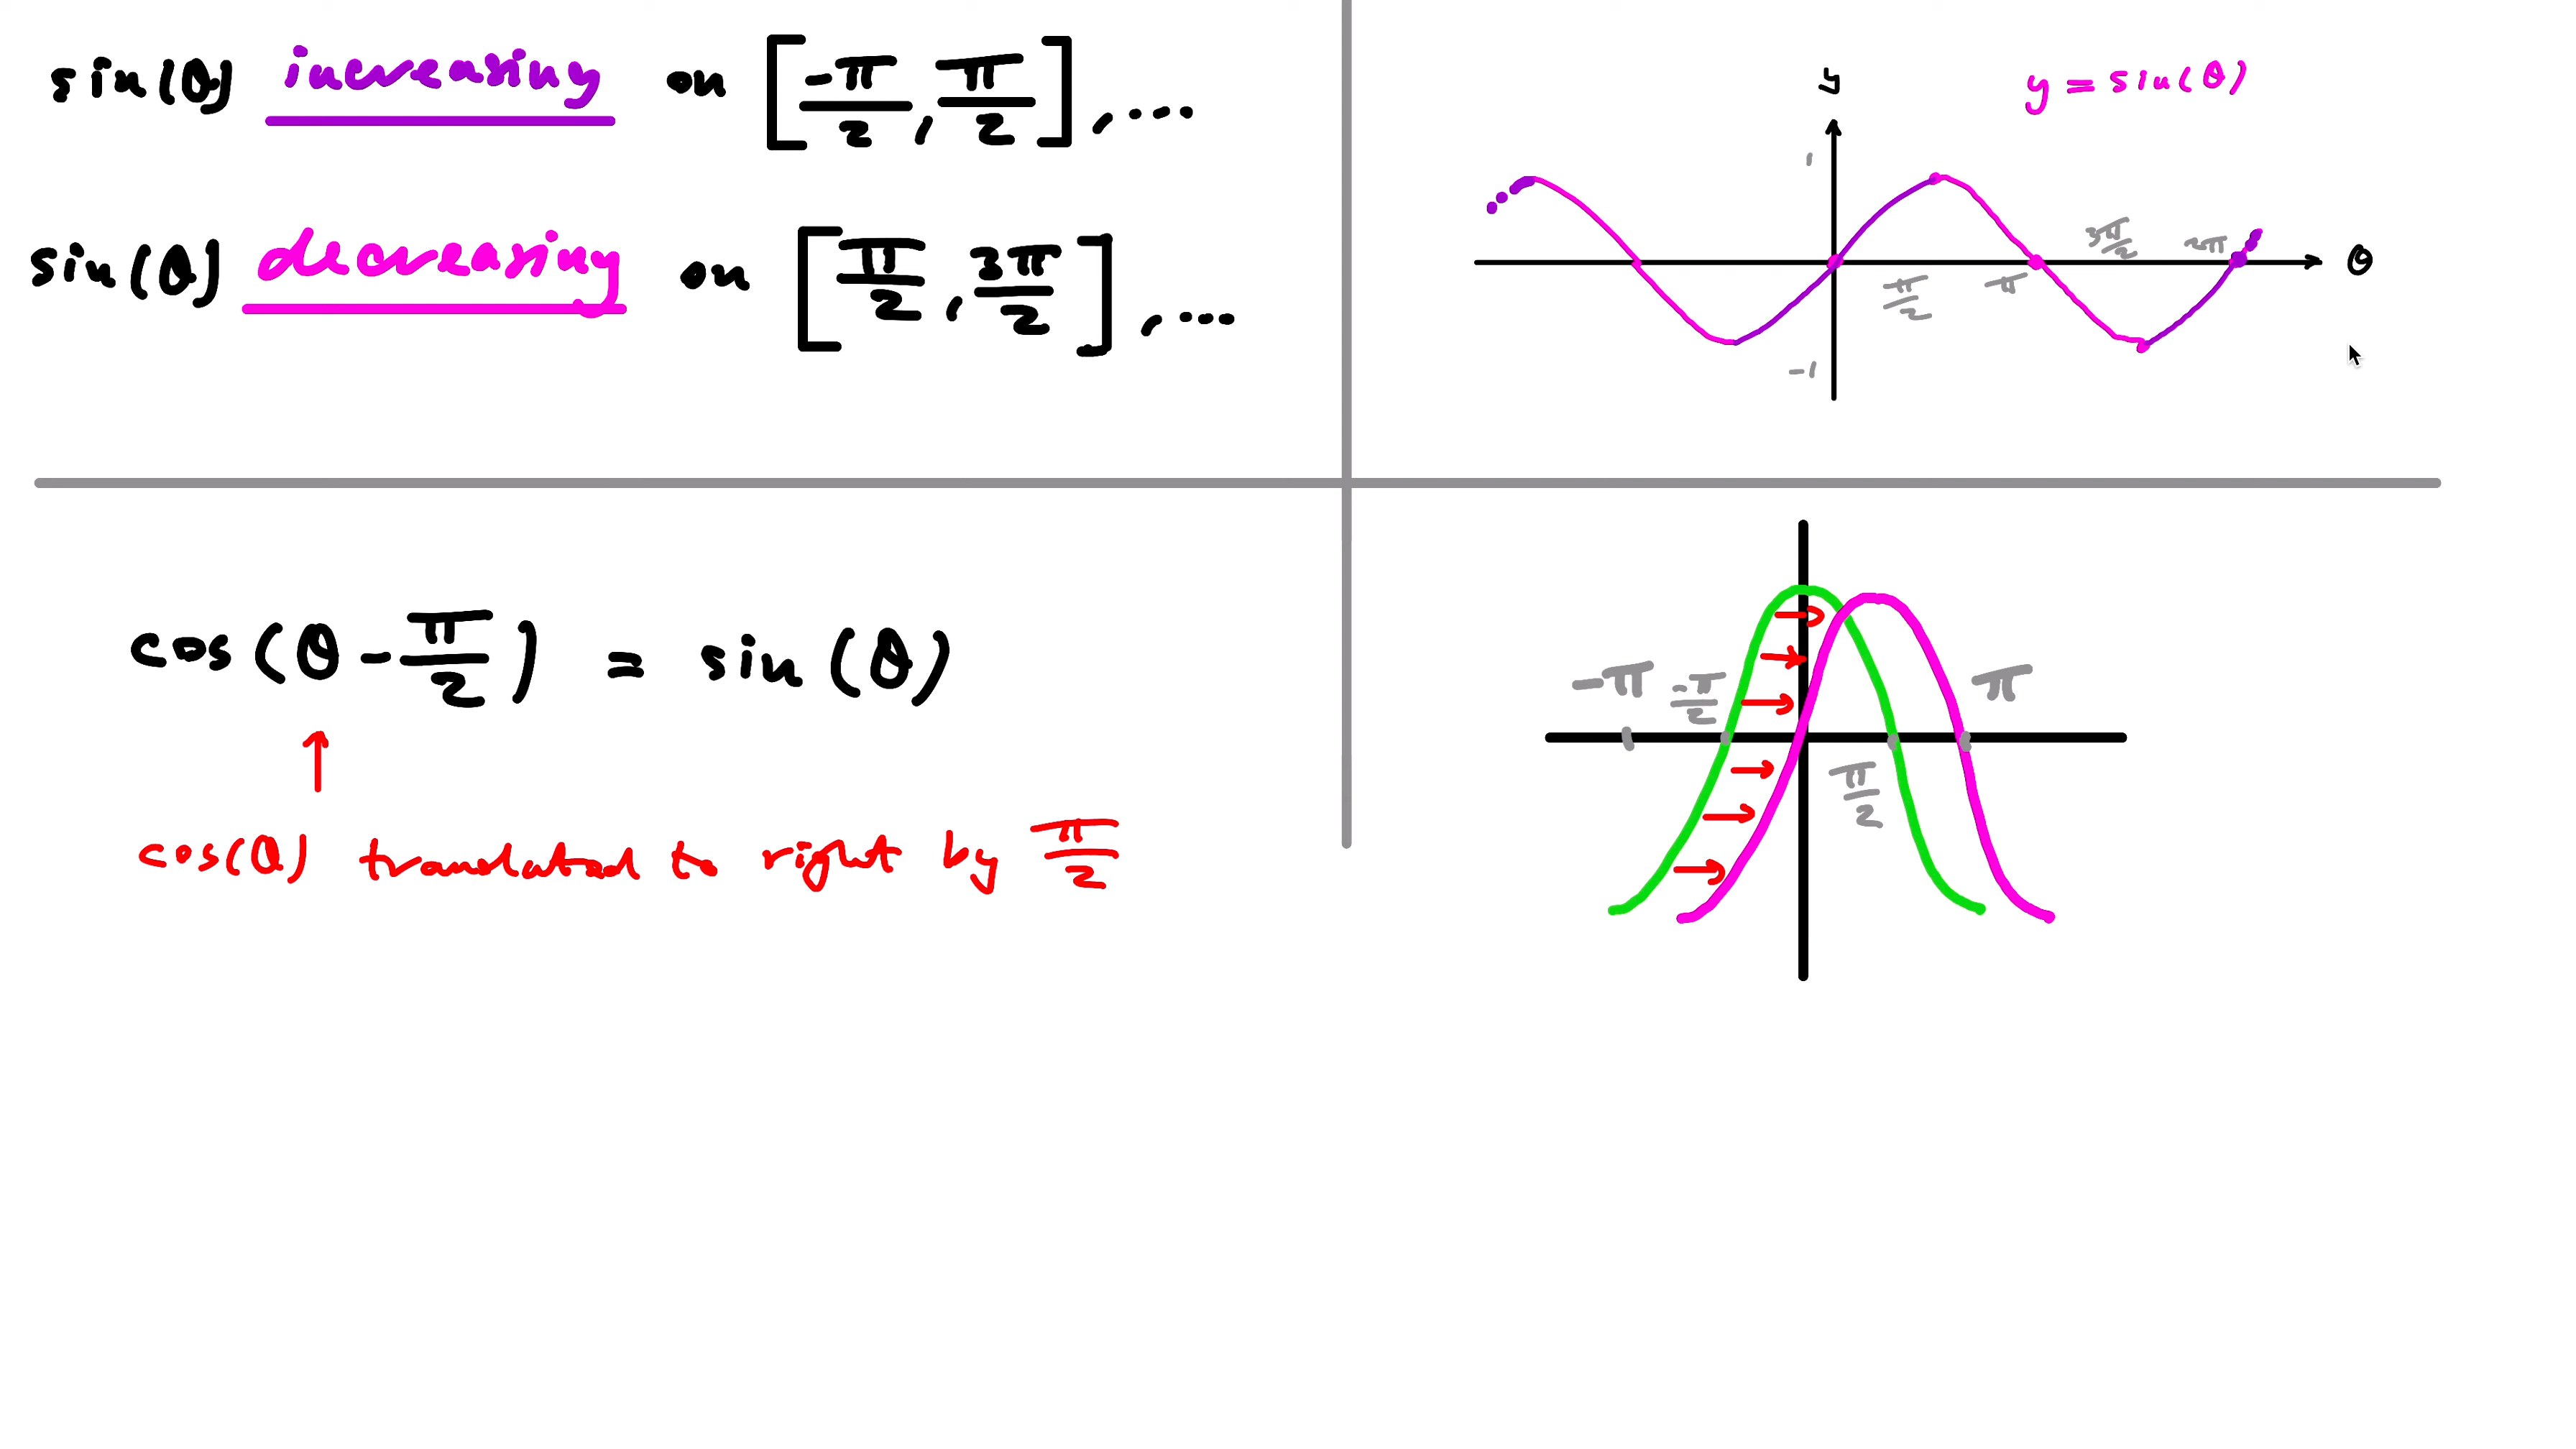 sin(θ) increasing on [-π/2, π/2], ...
sin(θ) decreasing on [π/2, 3π/2], ...
y
y = sin(θ)
1
3π/2
2π
θ
π/2
π
-1
cos(θ - π/2) = sin(θ)
↑
cos(θ) translated to right by π/2
-π
-π/2
π
π/2